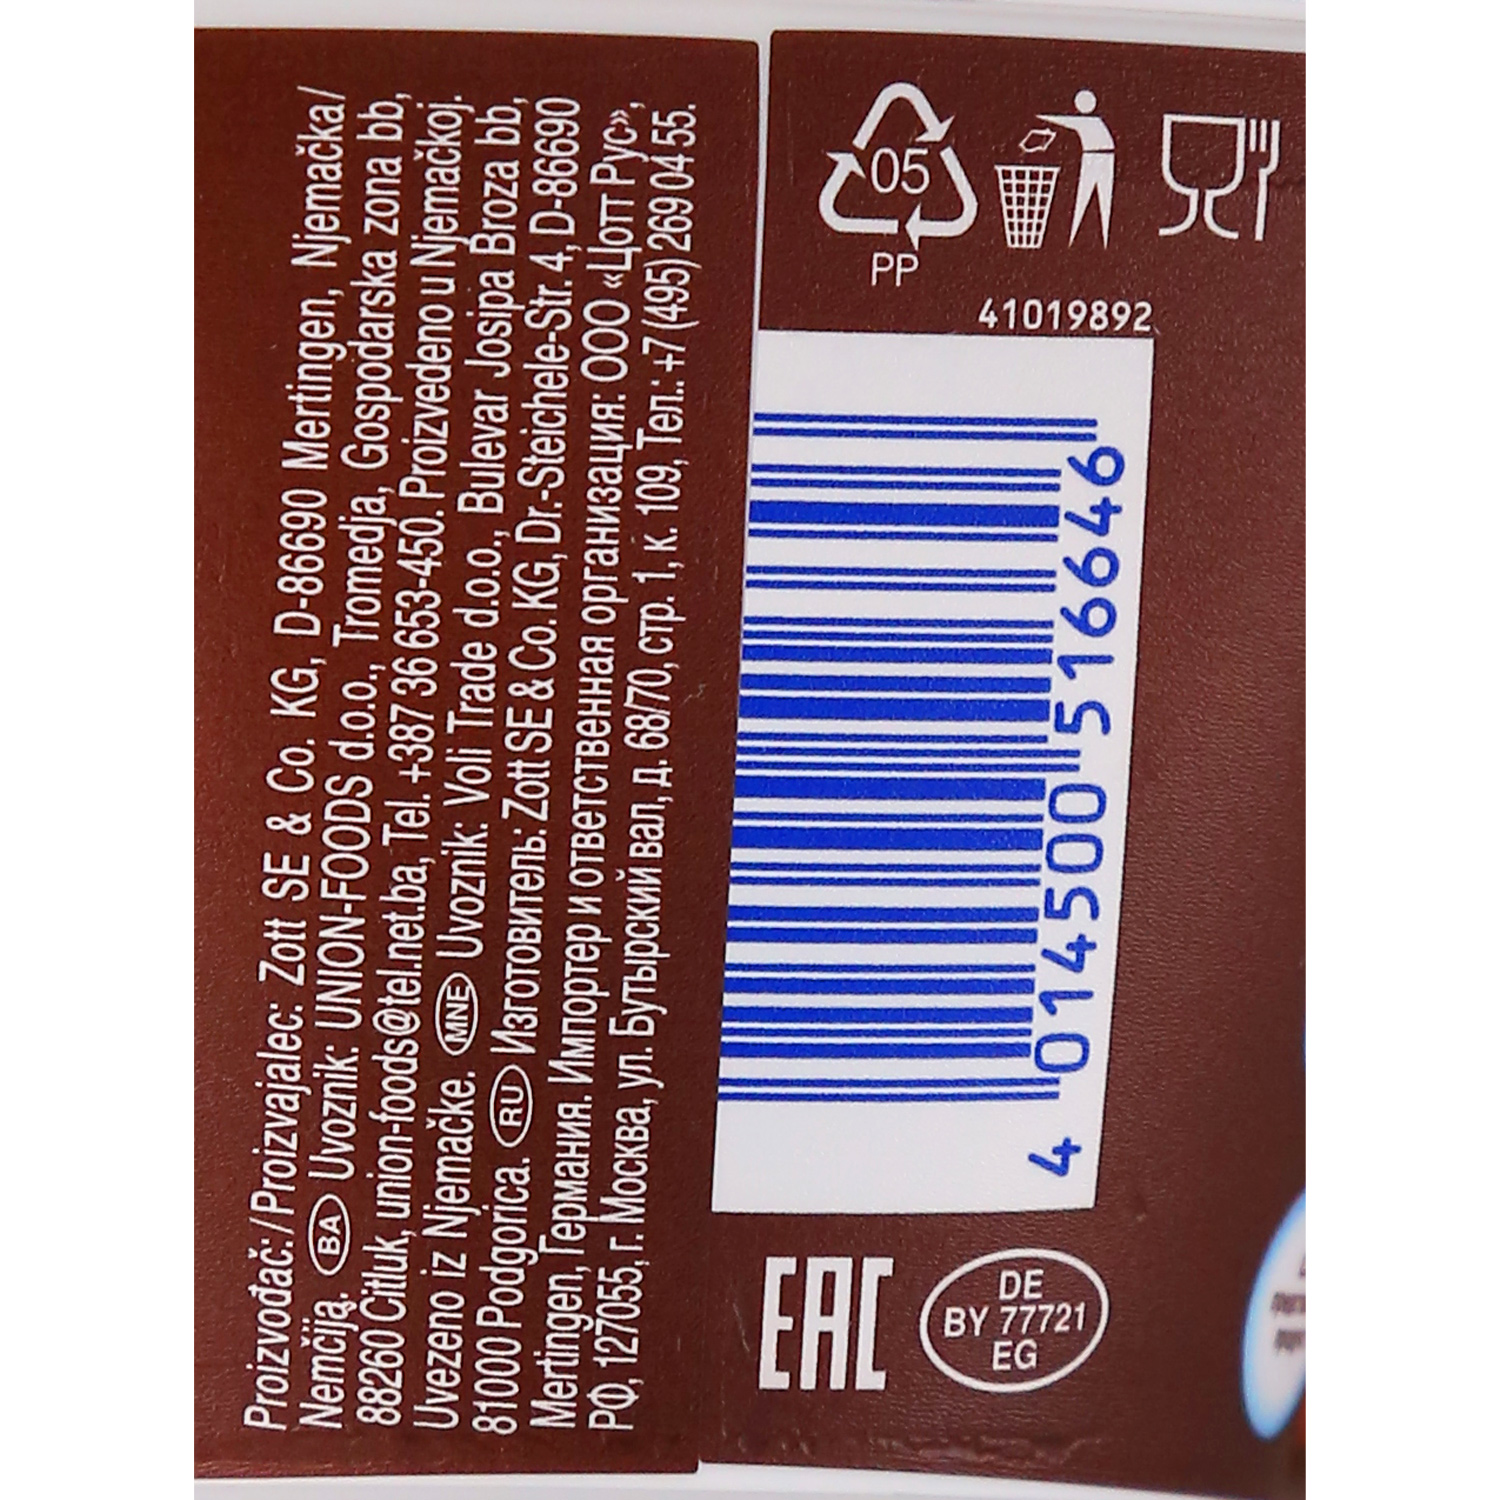 Proizvođač:/Proizvajalec: Zott SE & Co. KG, D-86690 Mertingen, Njemačka/
Nemčija. BA Uvoznik: UNION-FOODS d.o.o., Tromeđa, Gospodarska zona bb,
88260 Čitluk, union-foods@tel.net.ba, Tel. +387 36 653-450. Proizvedeno u Njemačkoj.
Uvezeno iz Njemačke. MNE Uvoznik: Voli Trade d.o.o., Bulevar Josipa Broza bb,
81000 Podgorica. RU Изготовитель: Zott SE & Co. KG, Dr.-Steichele-Str. 4, D-86690
Mertingen, Германия. Импортер и ответственная организация: ООО «Цотт Рус»,
РФ, 127055, г. Москва, ул. Бутырский вал, д. 68/70, стр. 1, к. 109, Тел.: +7 (495) 269 04 55.
05
PP
41019892
4 014500 516646
EAC
DE
BY 77721
EG